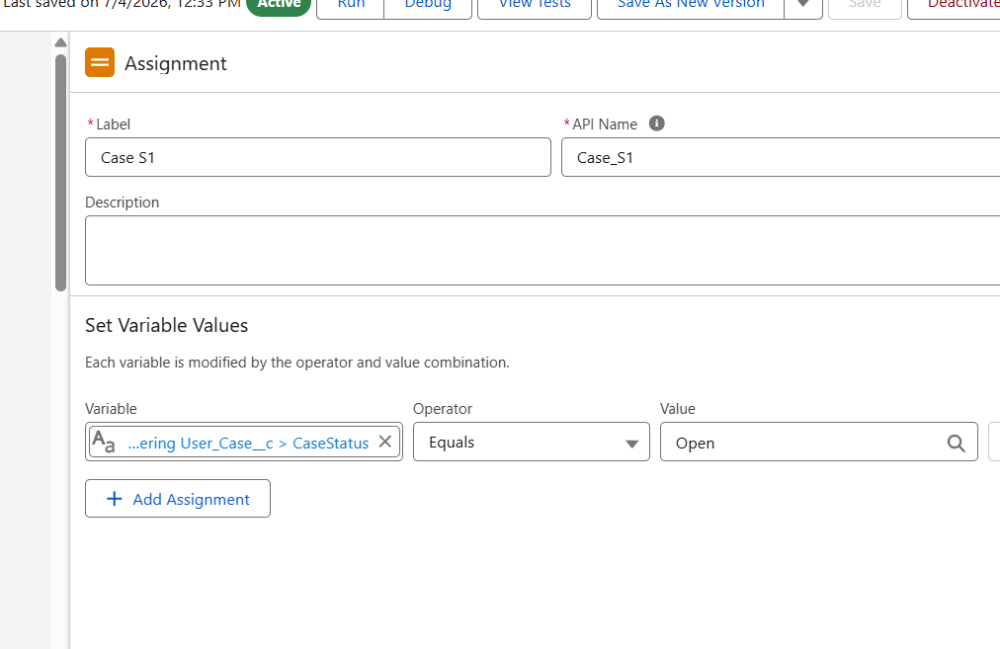 Last saved on 7/4/2026, 12:33 PM Active Run Debug View Tests Save As New Version Save Deactivate
Assignment
*Label *API Name
Case S1 Case_S1
Description
Set Variable Values
Each variable is modified by the operator and value combination.
Variable Operator Value
Aa ...ering User_Case__c > CaseStatus Equals Open
+ Add Assignment